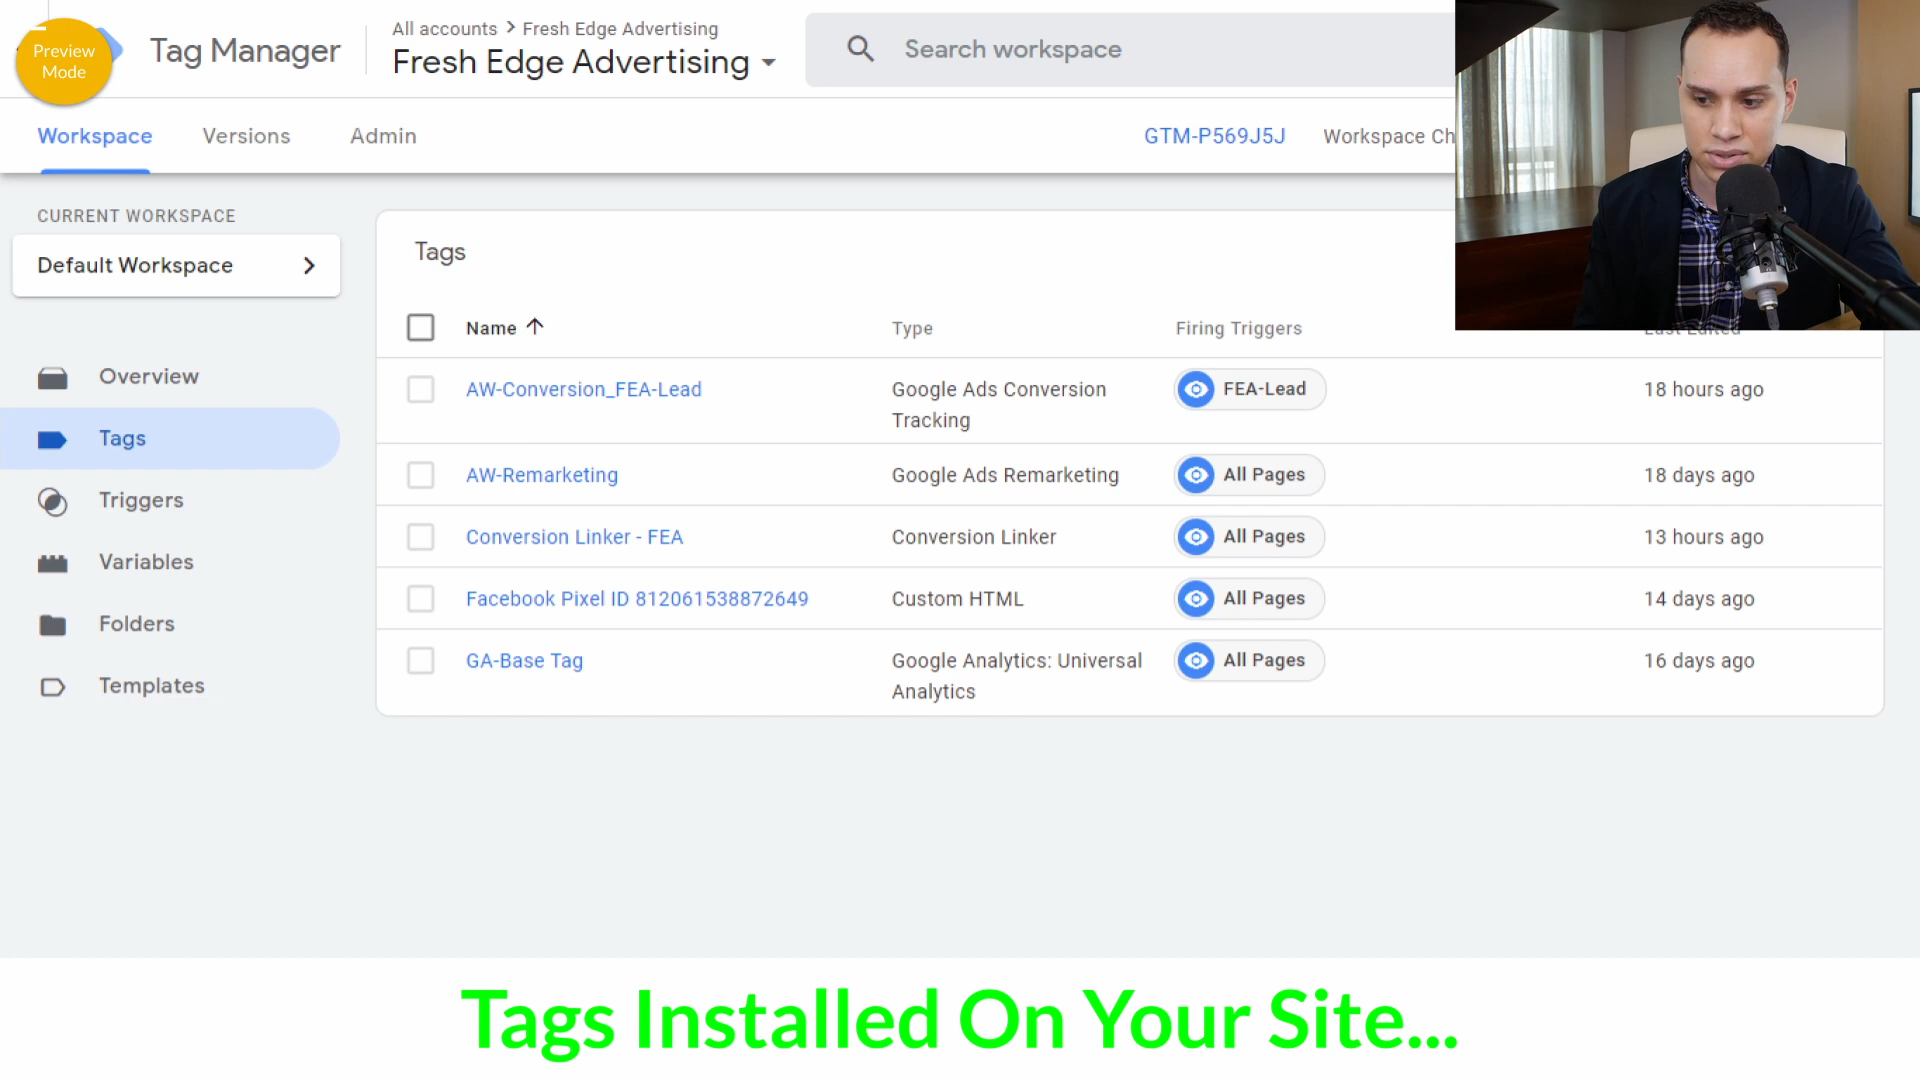 Preview
Mode
Tag Manager
All accounts > Fresh Edge Advertising
Fresh Edge Advertising
Search workspace
Workspace
Versions
Admin
GTM-P569J5J
Workspace Ch
CURRENT WORKSPACE
Default Workspace
Overview
Tags
Triggers
Variables
Folders
Templates
Tags
Name
Type
Firing Triggers
Last Edited
AW-Conversion_FEA-Lead
Google Ads Conversion
Tracking
FEA-Lead
18 hours ago
AW-Remarketing
Google Ads Remarketing
All Pages
18 days ago
Conversion Linker - FEA
Conversion Linker
All Pages
13 hours ago
Facebook Pixel ID 812061538872649
Custom HTML
All Pages
14 days ago
GA-Base Tag
Google Analytics: Universal
Analytics
All Pages
16 days ago
Tags Installed On Your Site...